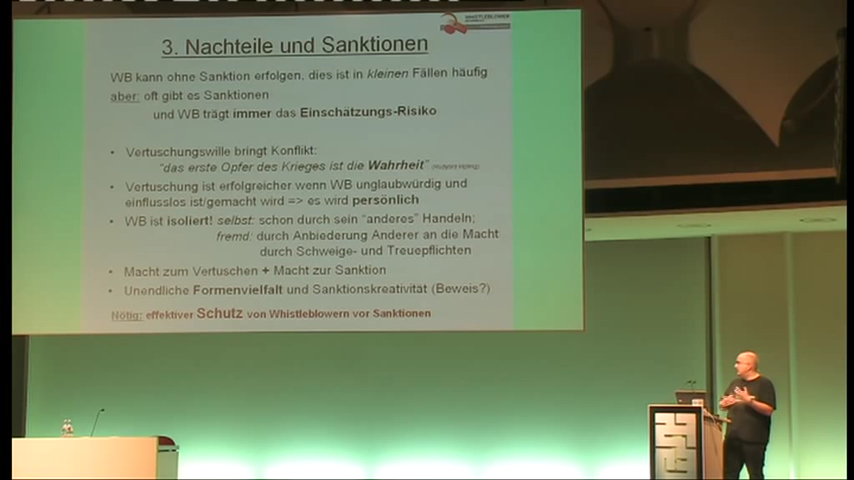 WHISTLEBLOWER
3. Nachteile und Sanktionen
WB kann ohne Sanktion erfolgen, dies ist in kleinen Fällen häufig
aber: oft gibt es Sanktionen
und WB trägt immer das Einschätzungs-Risiko
• Vertuschungswille bringt Konflikt:
"das erste Opfer des Krieges ist die Wahrheit" (Rudyard Kipling)
• Vertuschung ist erfolgreicher wenn WB unglaubwürdig und
einflusslos ist/gemacht wird => es wird persönlich
• WB ist isoliert! selbst: schon durch sein "anderes" Handeln;
fremd: durch Anbiederung Anderer an die Macht
durch Schweige- und Treuepflichten
• Macht zum Vertuschen + Macht zur Sanktion
• Unendliche Formenvielfalt und Sanktionskreativität (Beweis?)
Nötig: effektiver Schutz von Whistleblowern vor Sanktionen